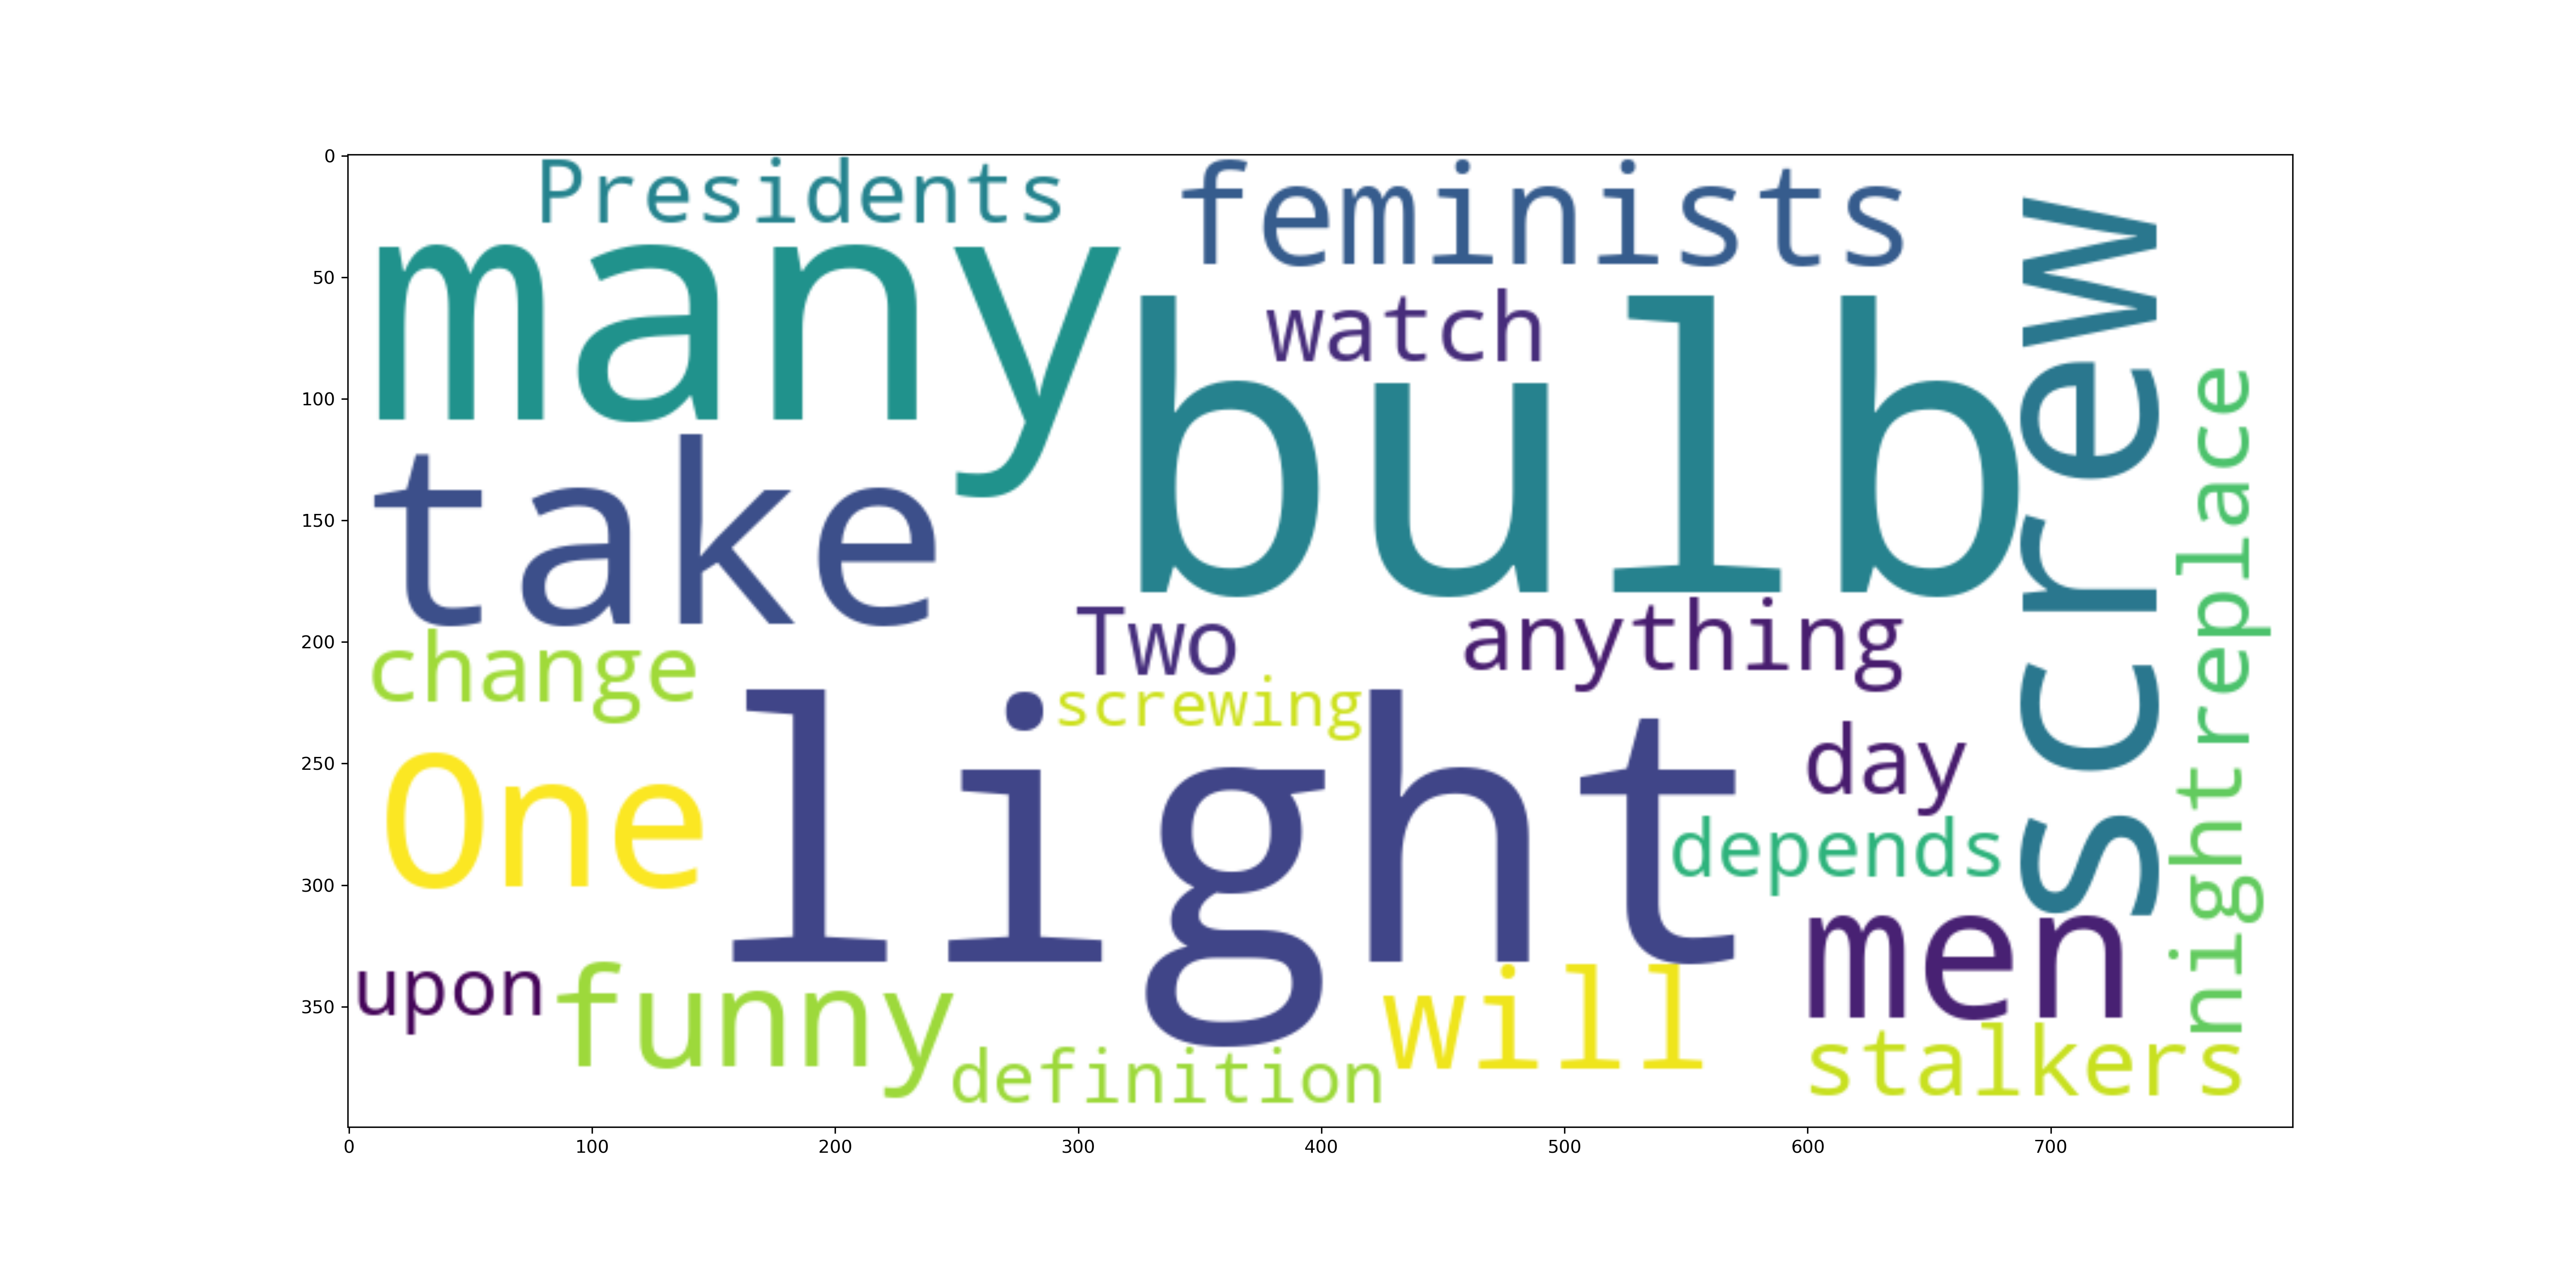 Presidents
feminists
many
watch
bulb
screw
take
replace
change
Two
anything
screwing
One
light
day
depends
night
men
upon
funny
will
definition
stalkers
0
50
100
150
200
250
300
350
0
100
200
300
400
500
600
700